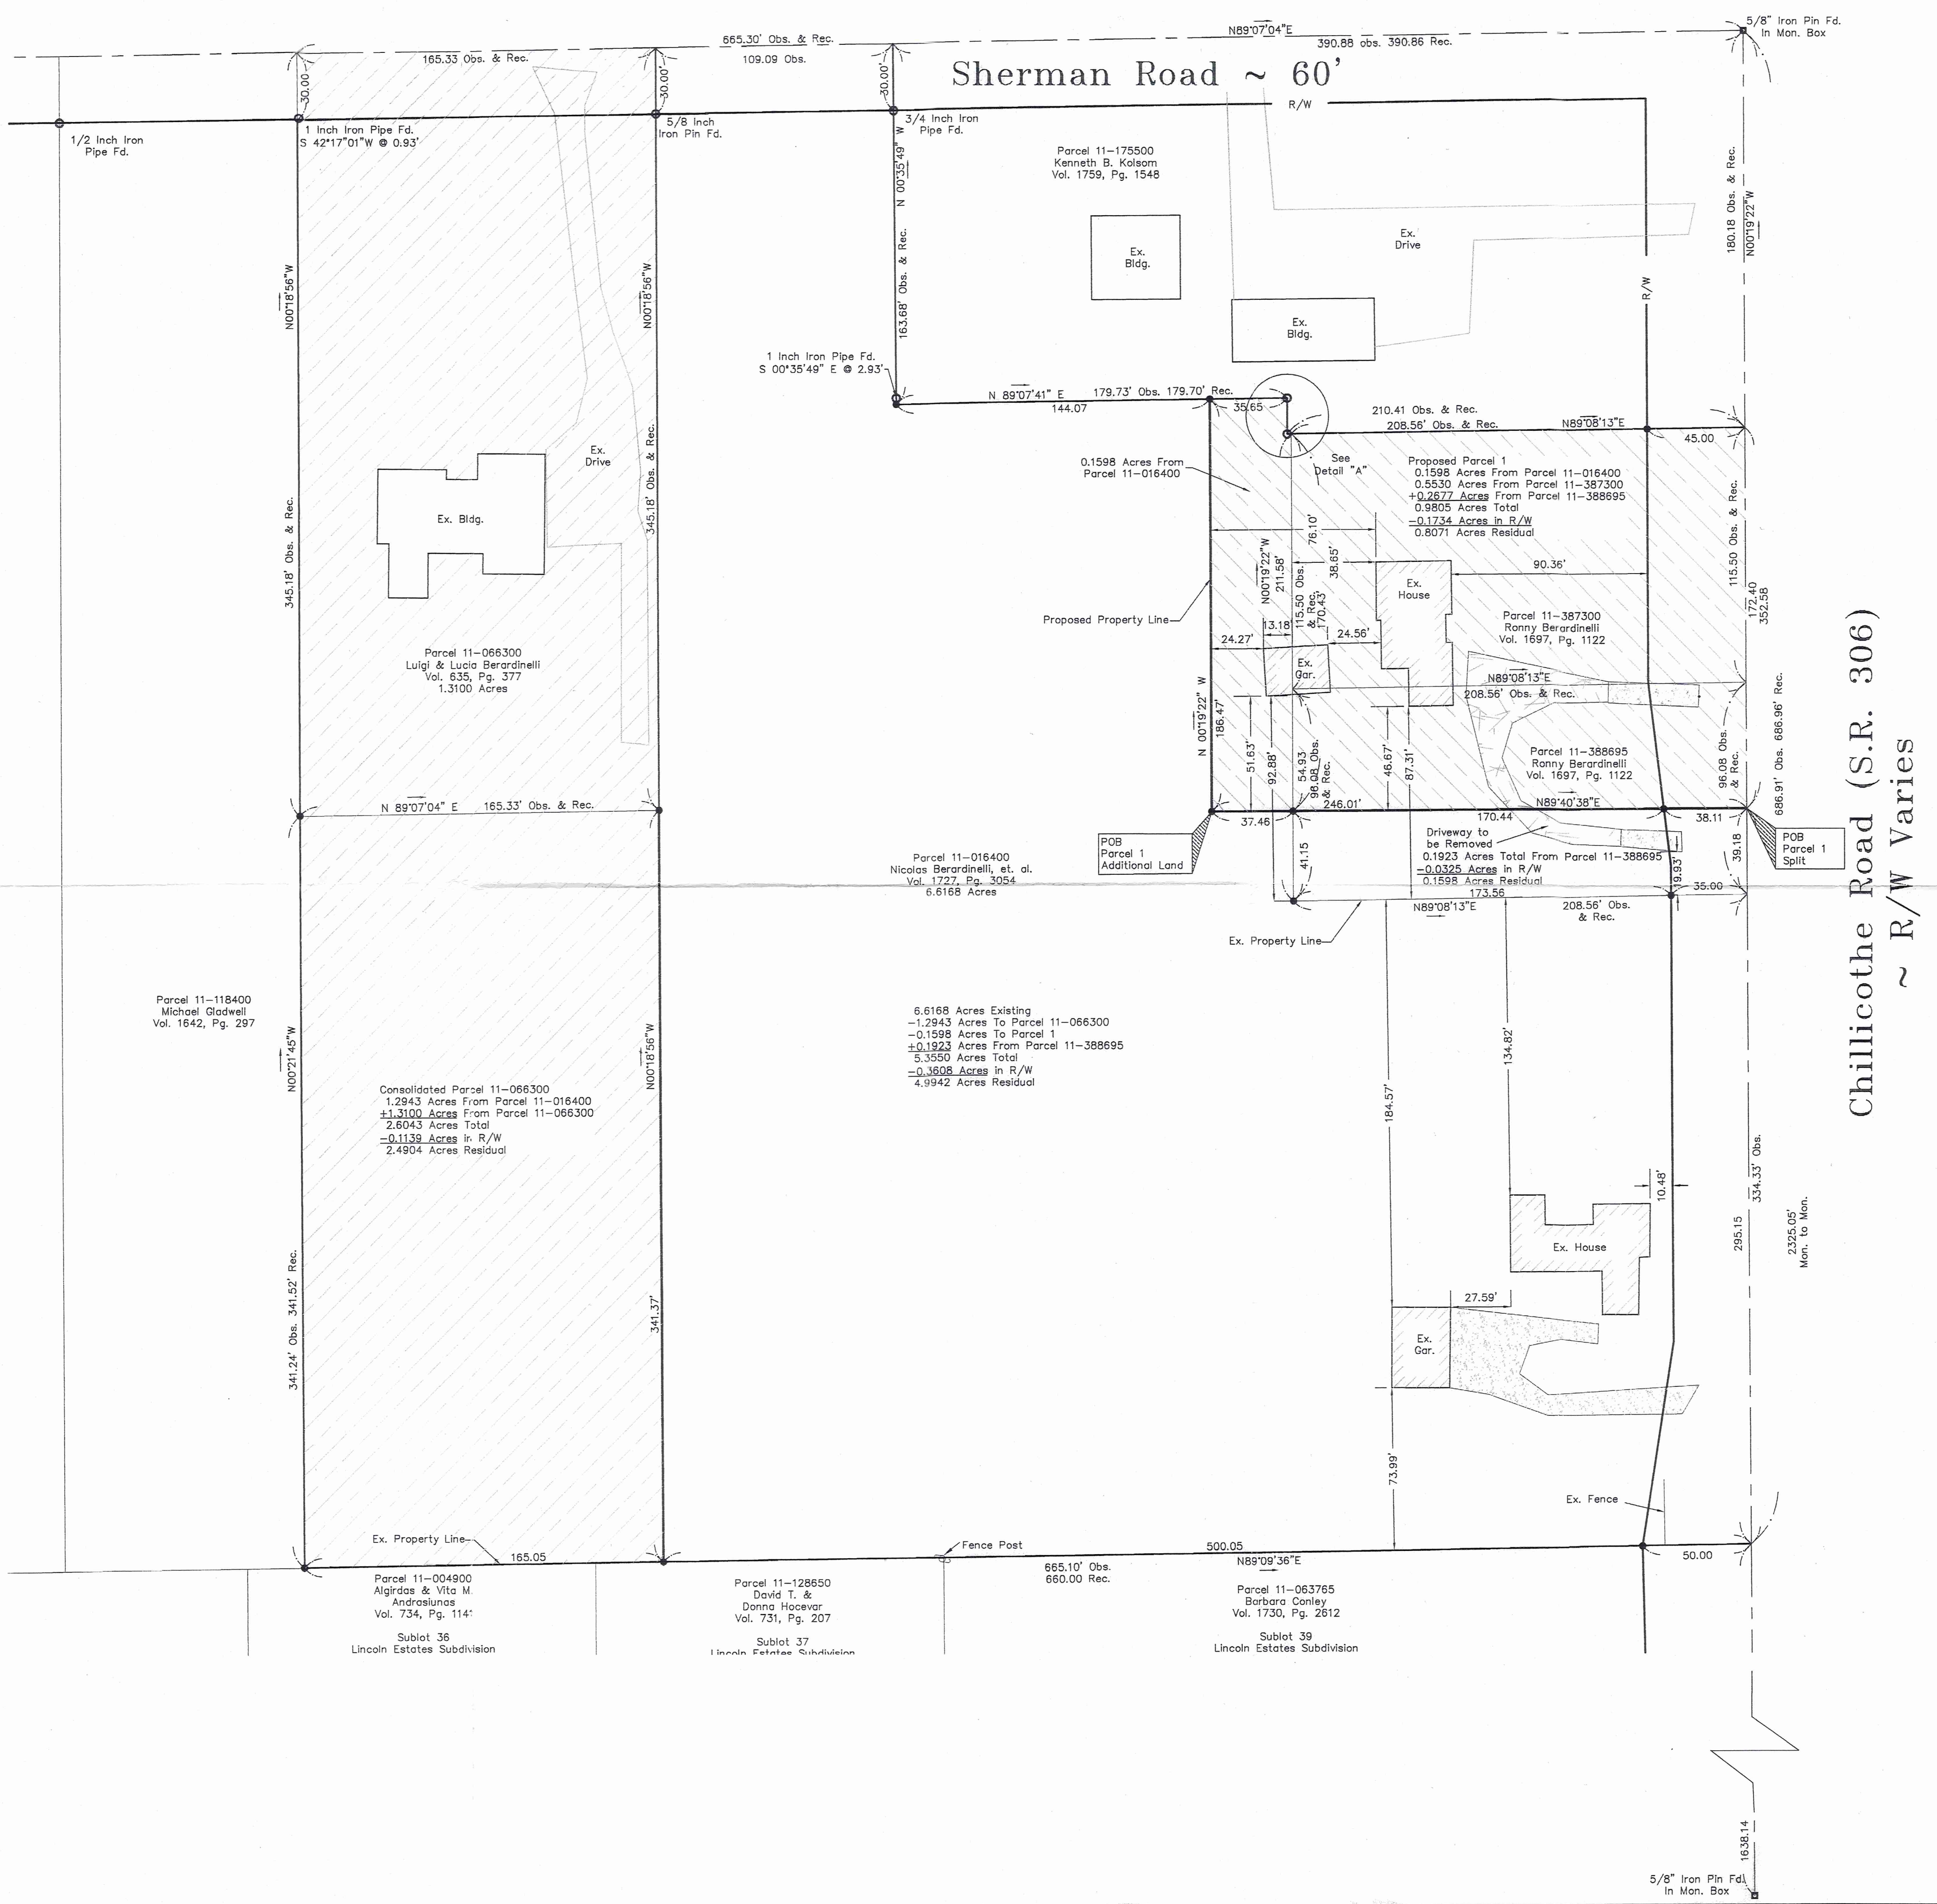 N89°07'04"E
390.88 obs. 390.86 Rec.
5/8" Iron Pin Fd.
In Mon. Box
665.30' Obs. & Rec.
165.33 Obs. & Rec.
109.09 Obs.
Sherman Road ~ 60'
30.00
30.00'
30.00'
R/W
1/2 Inch Iron
Pipe Fd.
1 Inch Iron Pipe Fd.
S 42°17'01"W @ 0.93'
5/8 Inch
Iron Pin Fd.
3/4 Inch Iron
Pipe Fd.
Parcel 11-175500
Kenneth B. Kolsom
Vol. 1759, Pg. 1548
Ex.
Bldg.
Ex.
Drive
Ex.
Bldg.
R/W
180.18 Obs. & Rec.
N00°19'22"W
N 00°35'49" W
163.68' Obs. & Rec.
N00°18'56"W
N00°18'56"W
1 Inch Iron Pipe Fd.
S 00°35'49" E @ 2.93'
N 89°07'41" E
179.73' Obs. 179.70' Rec.
144.07
35.65
210.41 Obs. & Rec.
208.56' Obs. & Rec.
N89°08'13"E
45.00
See
Detail "A"
0.1598 Acres From
Parcel 11-016400
Proposed Parcel 1
0.1598 Acres From Parcel 11-016400
0.5530 Acres From Parcel 11-387300
+0.2677 Acres From Parcel 11-388695
0.9805 Acres Total
-0.1734 Acres in R/W
0.8071 Acres Residual
Ex.
Drive
Ex. Bldg.
345.18' Obs. & Rec.
345.18' Obs. & Rec.
76.10'
38.65'
N00°19'22"W
211.58'
115.50 Obs.
& Rec.
170.43'
90.36'
115.50 Obs. & Rec.
172.40
352.58
Ex.
House
Parcel 11-387300
Ronny Berardinelli
Vol. 1697, Pg. 1122
Proposed Property Line
13.18'
24.27'
24.56'
Ex.
Gar.
N89°08'13"E
208.56' Obs. & Rec.
Parcel 11-066300
Luigi & Lucia Berardinelli
Vol. 635, Pg. 377
1.3100 Acres
N 00°19'22" W
186.47'
51.63'
92.88'
54.93
96.08 Obs.
& Rec.
46.67'
87.31'
Parcel 11-388695
Ronny Berardinelli
Vol. 1697, Pg. 1122
96.08 Obs.
& Rec.
686.91' Obs. 686.96' Rec.
N 89°07'04" E
165.33' Obs. & Rec.
246.01'
N89°40'38"E
37.46
170.44
38.11
POB
Parcel 1
Additional Land
POB
Parcel 1
Split
Driveway to
be Removed
0.1923 Acres Total From Parcel 11-388695
-0.0325 Acres in R/W
0.1598 Acres Residual
41.15
19.93'
39.18
35.00
173.56
N89°08'13"E
208.56' Obs.
& Rec.
Parcel 11-016400
Nicolas Berardinelli, et. al.
Vol. 1727, Pg. 3054
6.6168 Acres
Ex. Property Line
Chillicothe Road (S.R. 306)
~ R/W Varies
Parcel 11-118400
Michael Gladwell
Vol. 1642, Pg. 297
N00°21'45"W
N00°18'56"W
6.6168 Acres Existing
-1.2943 Acres To Parcel 11-066300
-0.1598 Acres To Parcel 1
+0.1923 Acres From Parcel 11-388695
5.3550 Acres Total
-0.3608 Acres in R/W
4.9942 Acres Residual
Consolidated Parcel 11-066300
1.2943 Acres From Parcel 11-016400
+1.3100 Acres From Parcel 11-066300
2.6043 Acres Total
-0.1139 Acres in R/W
2.4904 Acres Residual
134.82'
184.57'
10.48'
334.33' Obs.
295.15
2325.05'
Mon. to Mon.
Ex. House
27.59'
Ex.
Gar.
341.24' Obs. 341.52' Rec.
341.37'
73.99'
Ex. Fence
Ex. Property Line
165.05
Fence Post
500.05
665.10' Obs.
660.00 Rec.
N89°09'36"E
50.00
Parcel 11-004900
Algirdas & Vita M.
Andrasiunas
Vol. 734, Pg.
Sublot 36
Lincoln Estates Subdivision
Parcel 11-128650
David T. &
Donna Hocevar
Vol. 731, Pg. 207
Sublot 37
Lincoln Estates Subdivision
Parcel 11-063765
Barbara Conley
Vol. 1730, Pg. 2612
Sublot 39
Lincoln Estates Subdivision
1638.14
5/8" Iron Pin Fd.
In Mon. Box